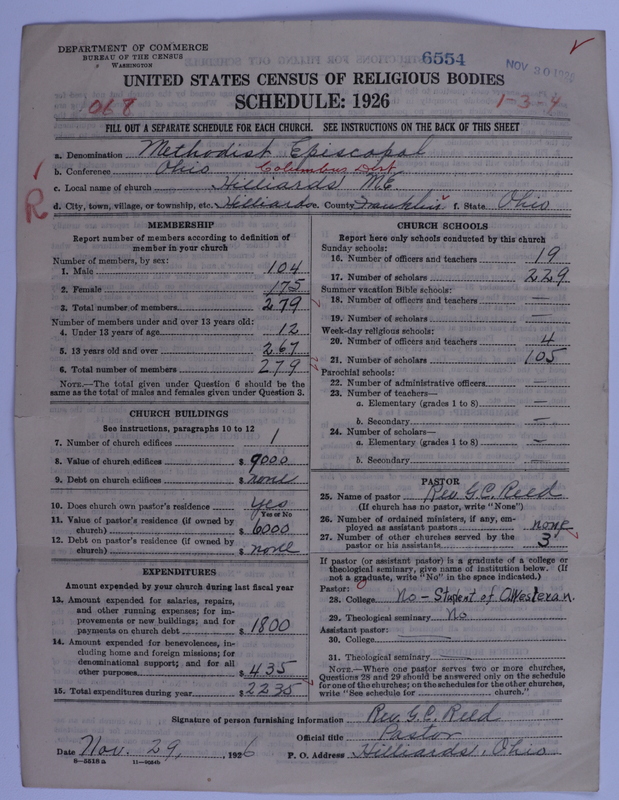 DEPARTMENT OF COMMERCE
BUREAU OF THE CENSUS
WASHINGTON
6554
NOV 30 1926
UNITED STATES CENSUS OF RELIGIOUS BODIES
SCHEDULE: 1926
068
1-3-4
FILL OUT A SEPARATE SCHEDULE FOR EACH CHURCH. SEE INSTRUCTIONS ON THE BACK OF THIS SHEET
R
a. Denomination Methodist Episcopal
b. Conference Ohio Columbus Dist.
c. Local name of church Hilliards M.E.
d. City, town, village, or township, etc. Hilliards e. County Franklin f. State Ohio
MEMBERSHIP
Report number of members according to definition of
member in your church
Number of members, by sex:
1. Male 104
2. Female 175
3. Total number of members 279
Number of members under and over 13 years old:
4. Under 13 years of age 12
5. 13 years old and over 267
6. Total number of members 279
NOTE.—The total given under Question 6 should be the
same as the total of males and females given under Question 3.
CHURCH BUILDINGS
See instructions, paragraphs 10 to 12
7. Number of church edifices 1
8. Value of church edifices $ 9000
9. Debt on church edifices $ none
10. Does church own pastor's residence yes
Yes or No
11. Value of pastor's residence (if owned by
church) $ 6000
12. Debt on pastor's residence (if owned by
church) $ none
EXPENDITURES
Amount expended by your church during last fiscal year
13. Amount expended for salaries, repairs,
and other running expenses; for im-
provements or new buildings; and for
payments on church debt $ 1800
14. Amount expended for benevolences, in-
cluding home and foreign missions; for
denominational support; and for all
other purposes $ 435
15. Total expenditures during year $ 2235
CHURCH SCHOOLS
Report here only schools conducted by this church
Sunday schools:
16. Number of officers and teachers 19
17. Number of scholars 229
Summer vacation Bible schools:
18. Number of officers and teachers —
19. Number of scholars —
Week-day religious schools:
20. Number of officers and teachers 4
21. Number of scholars 105
Parochial schools:
22. Number of administrative officers —
23. Number of teachers—
a. Elementary (grades 1 to 8) —
b. Secondary —
24. Number of scholars—
a. Elementary (grades 1 to 8) —
b. Secondary —
PASTOR
25. Name of pastor Rev. G.C. Reed
(If church has no pastor, write "None")
26. Number of ordained ministers, if any, em-
ployed as assistant pastors none
27. Number of other churches served by the
pastor or his assistants 3
If pastor (or assistant pastor) is a graduate of a college or
theological seminary, give name of institution below. (If
not a graduate, write "No" in the space indicated.)
Pastor:
28. College No - Student of O.Westeran.
29. Theological seminary No
Assistant pastor:
30. College
31. Theological seminary
NOTE.—Where one pastor serves two or more churches,
Questions 28 and 29 should be answered only on the schedule
for one of the churches; on the schedules for the other churches,
write "See schedule for church."
Signature of person furnishing information Rev. G.C. Reed
Official title Pastor
Date Nov. 29, 1926 P. O. Address Hilliards, Ohio